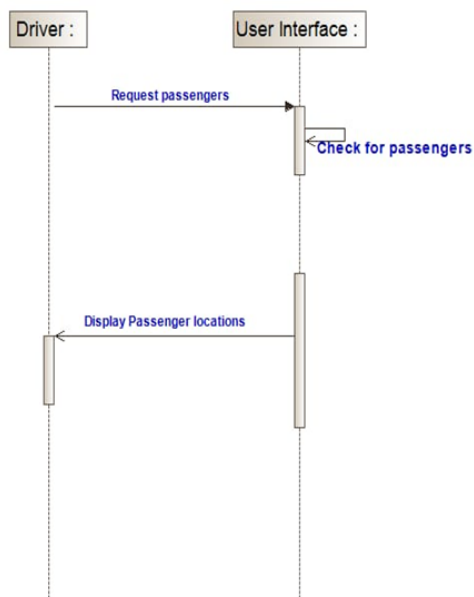 Driver :
User Interface :
Request passengers
Check for passengers
Display Passenger locations